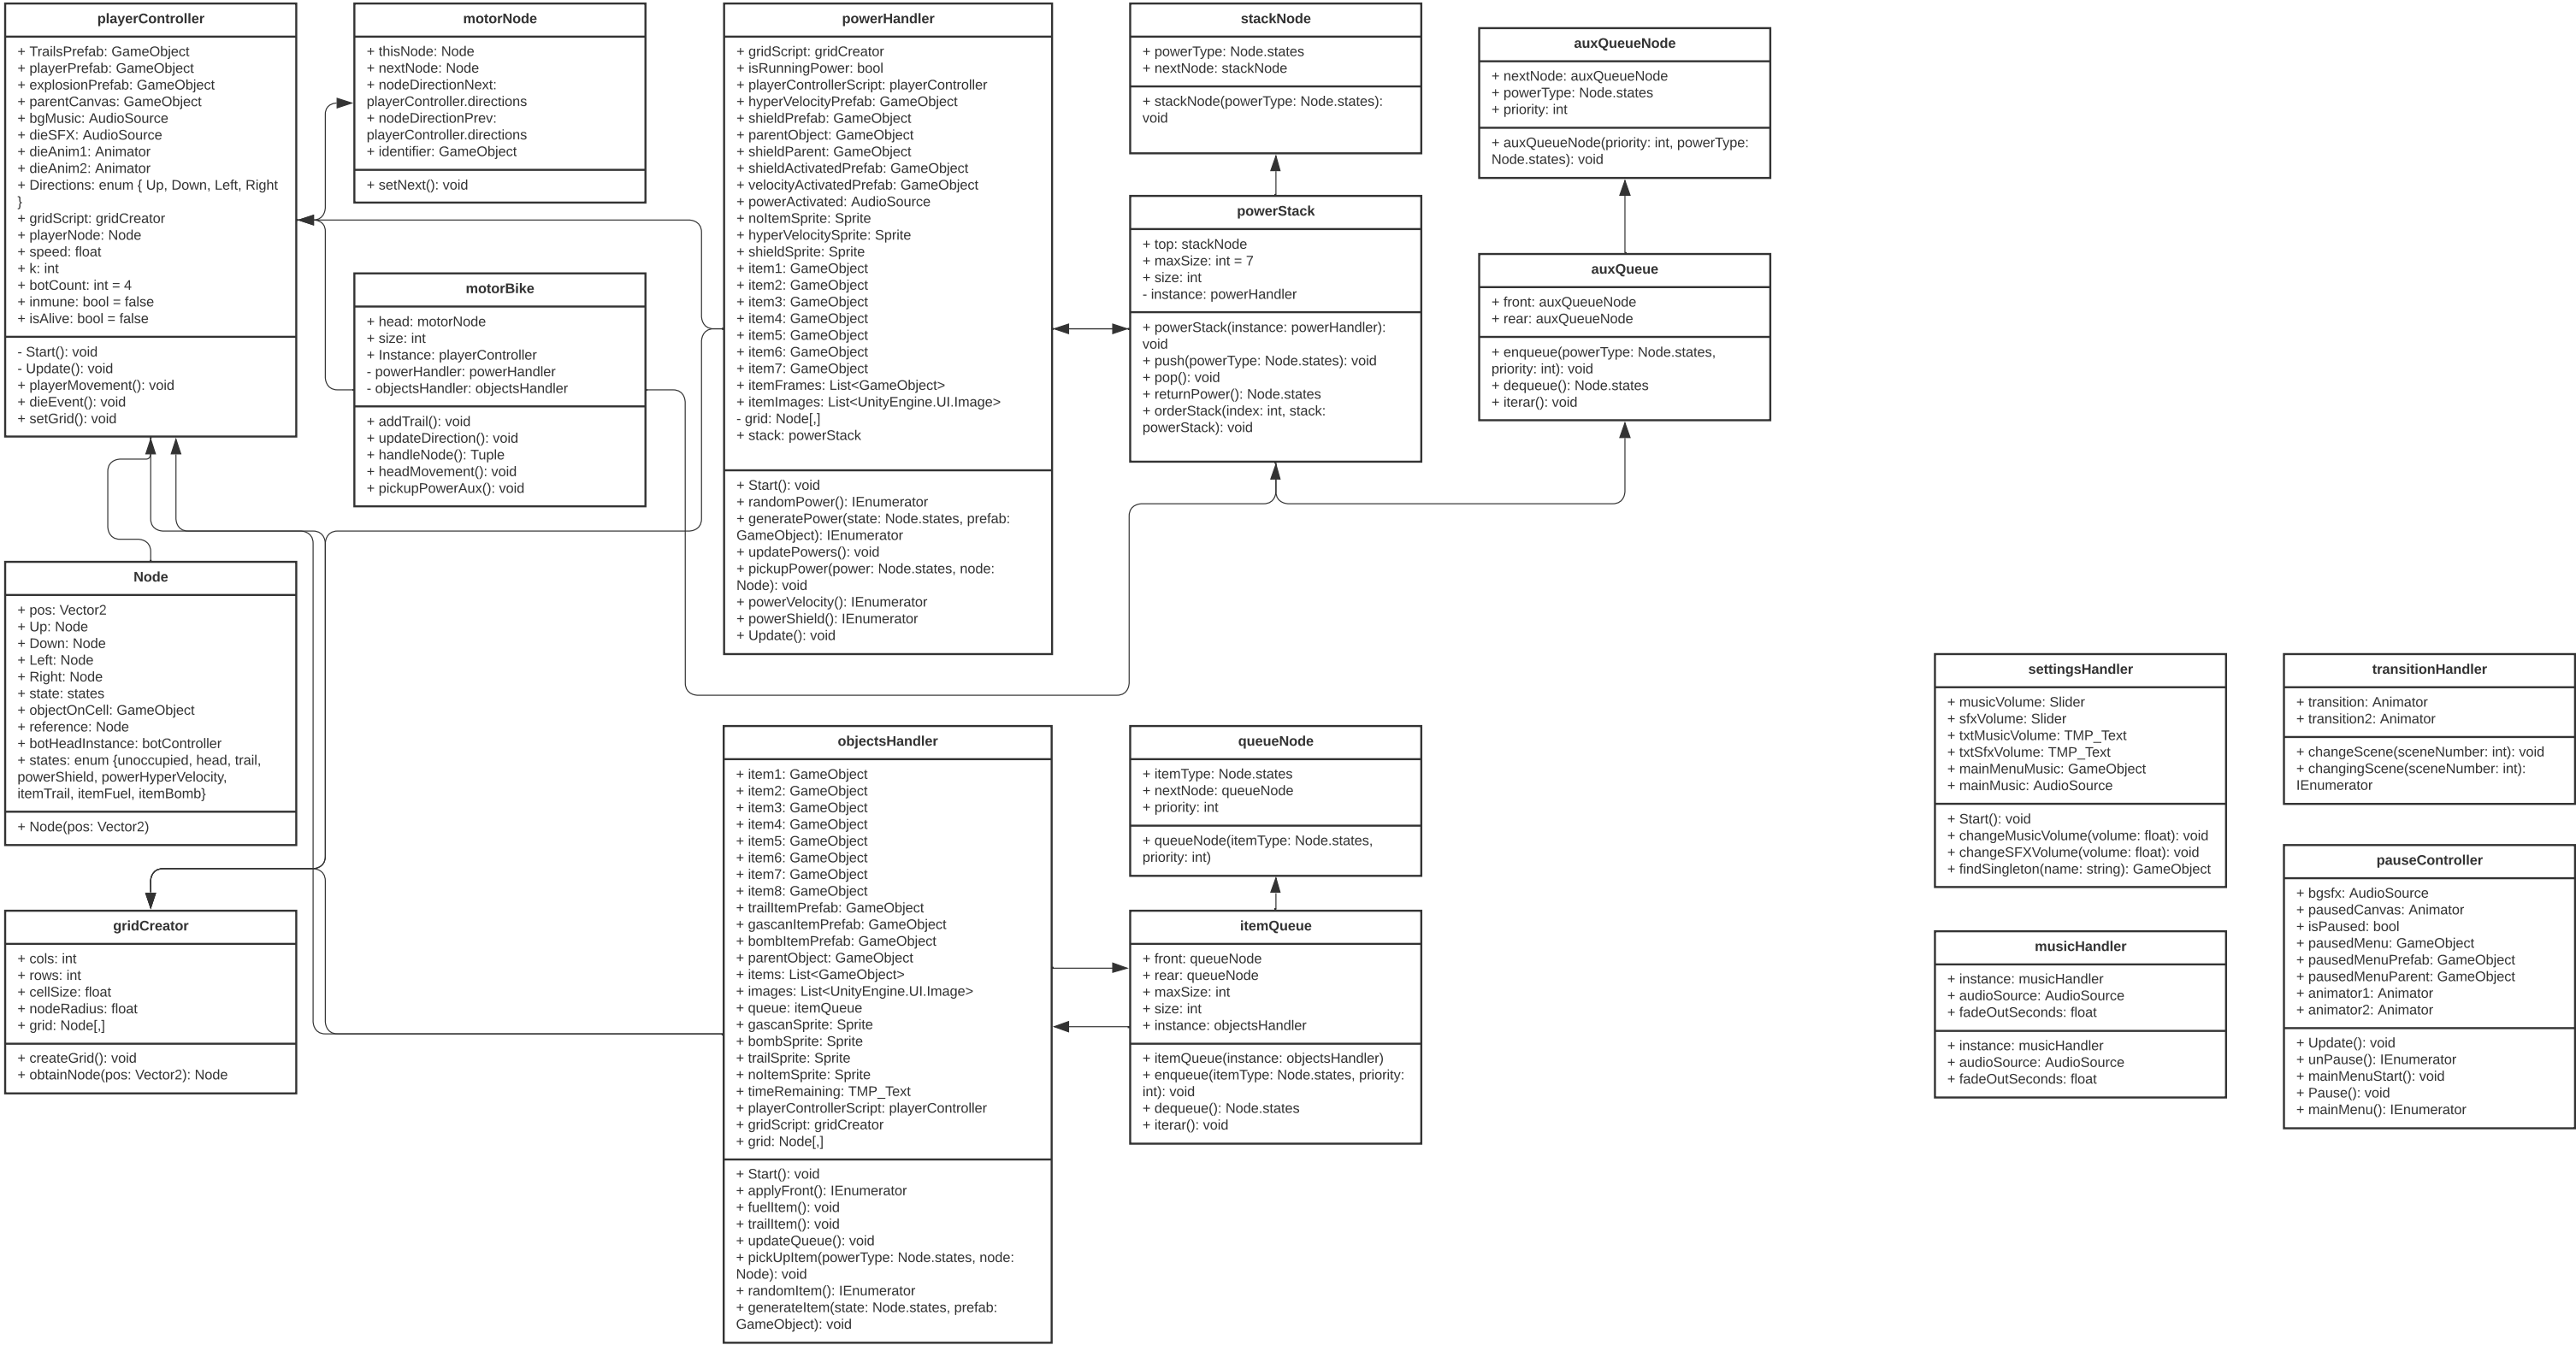 playerController
+ TrailsPrefab: GameObject
+ playerPrefab: GameObject
+ explosionPrefab: GameObject
+ parentCanvas: GameObject
+ bgMusic: AudioSource
+ dieSFX: AudioSource
+ dieAnim1: Animator
+ dieAnim2: Animator
+ Directions: enum { Up, Down, Left, Right
}
+ gridScript: gridCreator
+ playerNode: Node
+ speed: float
+ k: int
+ botCount: int = 4
+ inmune: bool = false
+ isAlive: bool = false
- Start(): void
- Update(): void
+ playerMovement(): void
+ dieEvent(): void
+ setGrid(): void
motorNode
+ thisNode: Node
+ nextNode: Node
+ nodeDirectionNext:
playerController.directions
+ nodeDirectionPrev:
playerController.directions
+ identifier: GameObject
+ setNext(): void
motorBike
+ head: motorNode
+ size: int
+ Instance: playerController
- powerHandler: powerHandler
- objectsHandler: objectsHandler
+ addTrail(): void
+ updateDirection(): void
+ handleNode(): Tuple
+ headMovement(): void
+ pickupPowerAux(): void
powerHandler
+ gridScript: gridCreator
+ isRunningPower: bool
+ playerControllerScript: playerController
+ hyperVelocityPrefab: GameObject
+ shieldPrefab: GameObject
+ parentObject: GameObject
+ shieldParent: GameObject
+ shieldActivatedPrefab: GameObject
+ velocityActivatedPrefab: GameObject
+ powerActivated: AudioSource
+ noItemSprite: Sprite
+ hyperVelocitySprite: Sprite
+ shieldSprite: Sprite
+ item1: GameObject
+ item2: GameObject
+ item3: GameObject
+ item4: GameObject
+ item5: GameObject
+ item6: GameObject
+ item7: GameObject
+ itemFrames: List<GameObject>
+ itemImages: List<UnityEngine.UI.Image>
- grid: Node[,]
+ stack: powerStack
+ Start(): void
+ randomPower(): IEnumerator
+ generatePower(state: Node.states, prefab:
GameObject): IEnumerator
+ updatePowers(): void
+ pickupPower(power: Node.states, node:
Node): void
+ powerVelocity(): IEnumerator
+ powerShield(): IEnumerator
+ Update(): void
stackNode
+ powerType: Node.states
+ nextNode: stackNode
+ stackNode(powerType: Node.states):
void
powerStack
+ top: stackNode
+ maxSize: int = 7
+ size: int
- instance: powerHandler
+ powerStack(instance: powerHandler):
void
+ push(powerType: Node.states): void
+ pop(): void
+ returnPower(): Node.states
+ orderStack(index: int, stack:
powerStack): void
auxQueueNode
+ nextNode: auxQueueNode
+ powerType: Node.states
+ priority: int
+ auxQueueNode(priority: int, powerType:
Node.states): void
auxQueue
+ front: auxQueueNode
+ rear: auxQueueNode
+ enqueue(powerType: Node.states,
priority: int): void
+ dequeue(): Node.states
+ iterar(): void
Node
+ pos: Vector2
+ Up: Node
+ Down: Node
+ Left: Node
+ Right: Node
+ state: states
+ objectOnCell: GameObject
+ reference: Node
+ botHeadInstance: botController
+ states: enum {unoccupied, head, trail,
powerShield, powerHyperVelocity,
itemTrail, itemFuel, itemBomb}
+ Node(pos: Vector2)
gridCreator
+ cols: int
+ rows: int
+ cellSize: float
+ nodeRadius: float
+ grid: Node[,]
+ createGrid(): void
+ obtainNode(pos: Vector2): Node
objectsHandler
+ item1: GameObject
+ item2: GameObject
+ item3: GameObject
+ item4: GameObject
+ item5: GameObject
+ item6: GameObject
+ item7: GameObject
+ item8: GameObject
+ trailItemPrefab: GameObject
+ gascanItemPrefab: GameObject
+ bombItemPrefab: GameObject
+ parentObject: GameObject
+ items: List<GameObject>
+ images: List<UnityEngine.UI.Image>
+ queue: itemQueue
+ gascanSprite: Sprite
+ bombSprite: Sprite
+ trailSprite: Sprite
+ noItemSprite: Sprite
+ timeRemaining: TMP_Text
+ playerControllerScript: playerController
+ gridScript: gridCreator
+ grid: Node[,]
+ Start(): void
+ applyFront(): IEnumerator
+ fuelItem(): void
+ trailItem(): void
+ updateQueue(): void
+ pickUpItem(powerType: Node.states, node:
Node): void
+ randomItem(): IEnumerator
+ generateItem(state: Node.states, prefab:
GameObject): void
queueNode
+ itemType: Node.states
+ nextNode: queueNode
+ priority: int
+ queueNode(itemType: Node.states,
priority: int)
itemQueue
+ front: queueNode
+ rear: queueNode
+ maxSize: int
+ size: int
+ instance: objectsHandler
+ itemQueue(instance: objectsHandler)
+ enqueue(itemType: Node.states, priority:
int): void
+ dequeue(): Node.states
+ iterar(): void
settingsHandler
+ musicVolume: Slider
+ sfxVolume: Slider
+ txtMusicVolume: TMP_Text
+ txtSfxVolume: TMP_Text
+ mainMenuMusic: GameObject
+ mainMusic: AudioSource
+ Start(): void
+ changeMusicVolume(volume: float): void
+ changeSFXVolume(volume: float): void
+ findSingleton(name: string): GameObject
musicHandler
+ instance: musicHandler
+ audioSource: AudioSource
+ fadeOutSeconds: float
+ instance: musicHandler
+ audioSource: AudioSource
+ fadeOutSeconds: float
transitionHandler
+ transition: Animator
+ transition2: Animator
+ changeScene(sceneNumber: int): void
+ changingScene(sceneNumber: int):
IEnumerator
pauseController
+ bgsfx: AudioSource
+ pausedCanvas: Animator
+ isPaused: bool
+ pausedMenu: GameObject
+ pausedMenuPrefab: GameObject
+ pausedMenuParent: GameObject
+ animator1: Animator
+ animator2: Animator
+ Update(): void
+ unPause(): IEnumerator
+ mainMenuStart(): void
+ Pause(): void
+ mainMenu(): IEnumerator